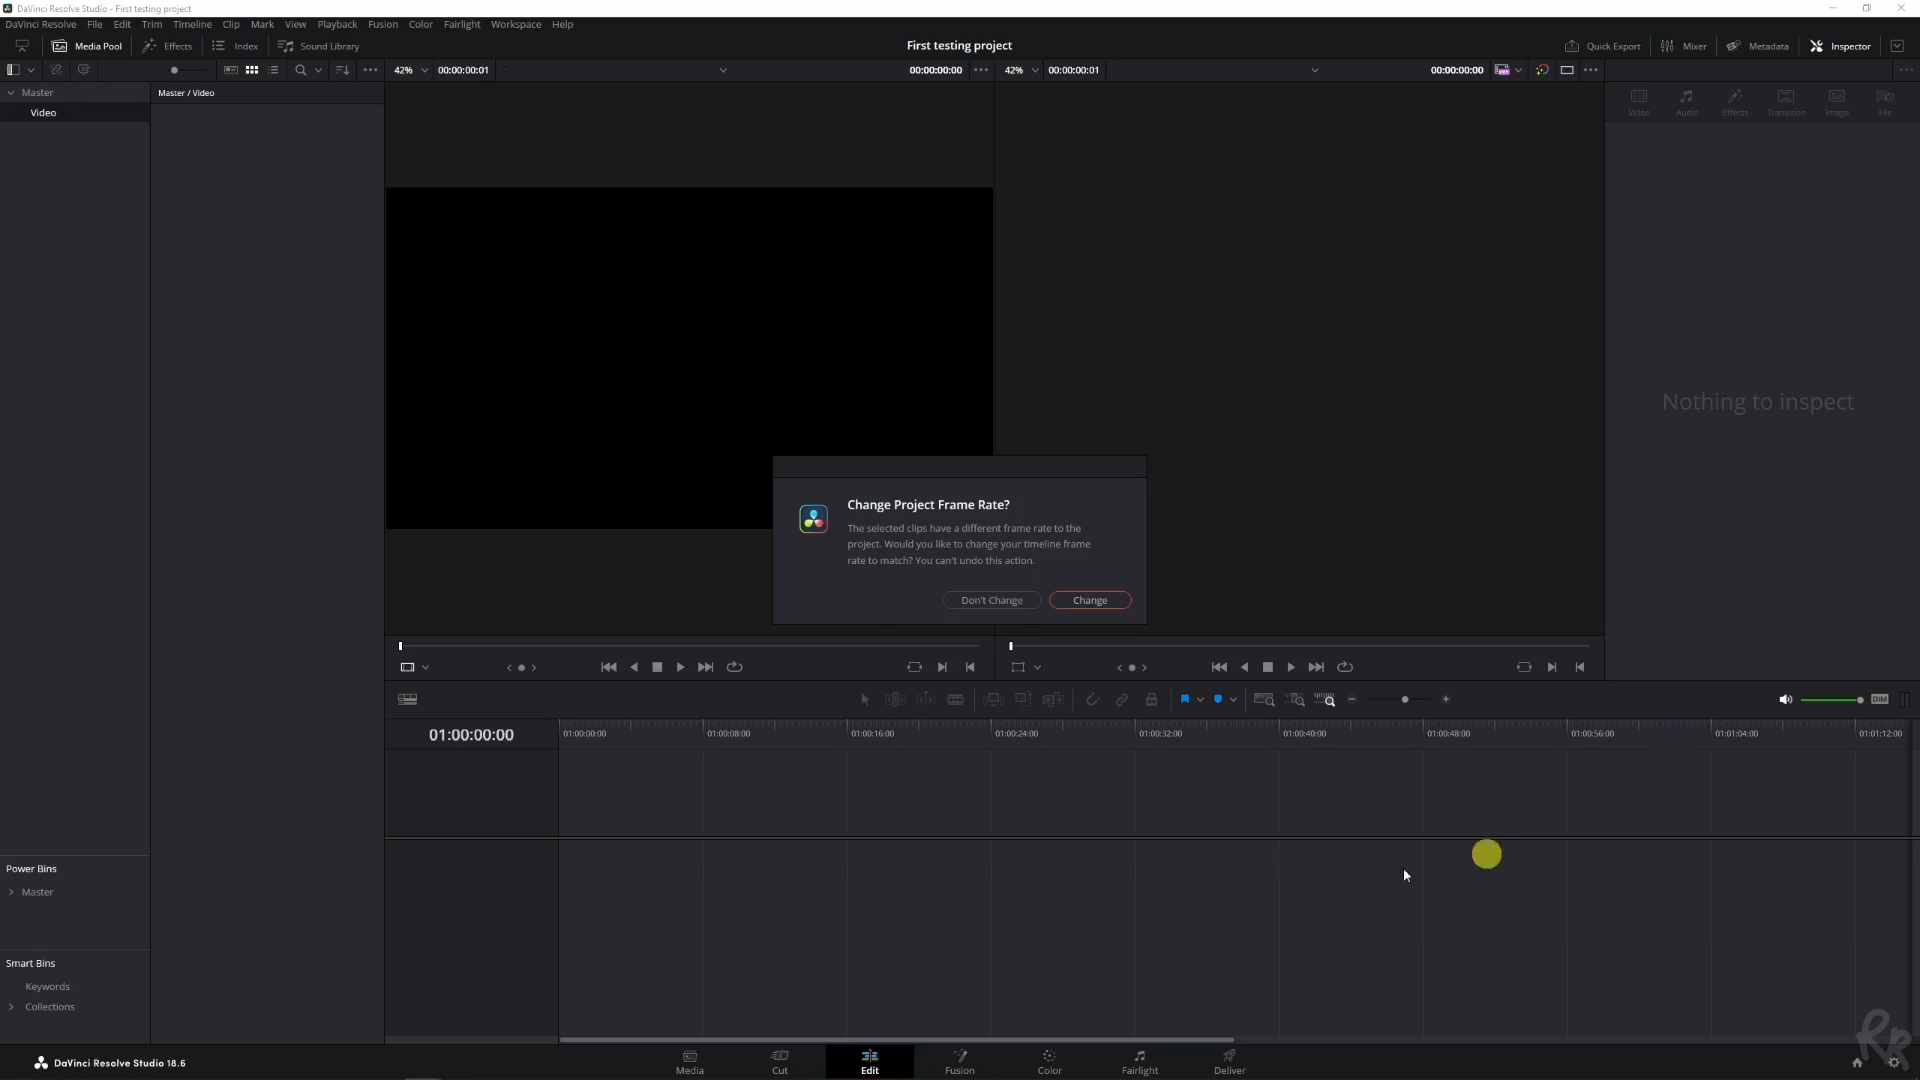 DaVinci Resolve Studio - First testing project
DaVinci Resolve File Edit Trim Timeline Clip Mark View Playback Fusion Color Fairlight Workspace Help
Media Pool Effects Index Sound Library First testing project Quick Export Mixer Metadata Inspector
42% 00:00:00:01 00:00:00:00 42% 00:00:00:01 00:00:00:00
Master
Master / Video
Video
Video Audio Effects Transition Image File
Nothing to inspect
Change Project Frame Rate?
The selected clips have a different frame rate to the
project. Would you like to change your timeline frame
rate to match? You can't undo this action.
Don't Change Change
DIM
01:00:00:00
01:00:00:00 01:00:08:00 01:00:16:00 01:00:24:00 01:00:32:00 01:00:40:00 01:00:48:00 01:00:56:00 01:01:04:00 01:01:12:00
Power Bins
Master
Smart Bins
Keywords
Collections
DaVinci Resolve Studio 18.6
Media Cut Edit Fusion Color Fairlight Deliver
RR